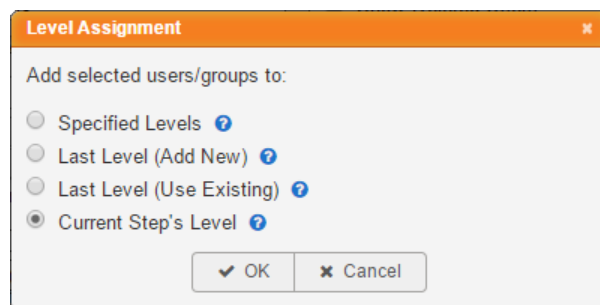 Level Assignment
Add selected users/groups to:
Specified Levels
Last Level (Add New)
Last Level (Use Existing)
Current Step's Level
OK Cancel